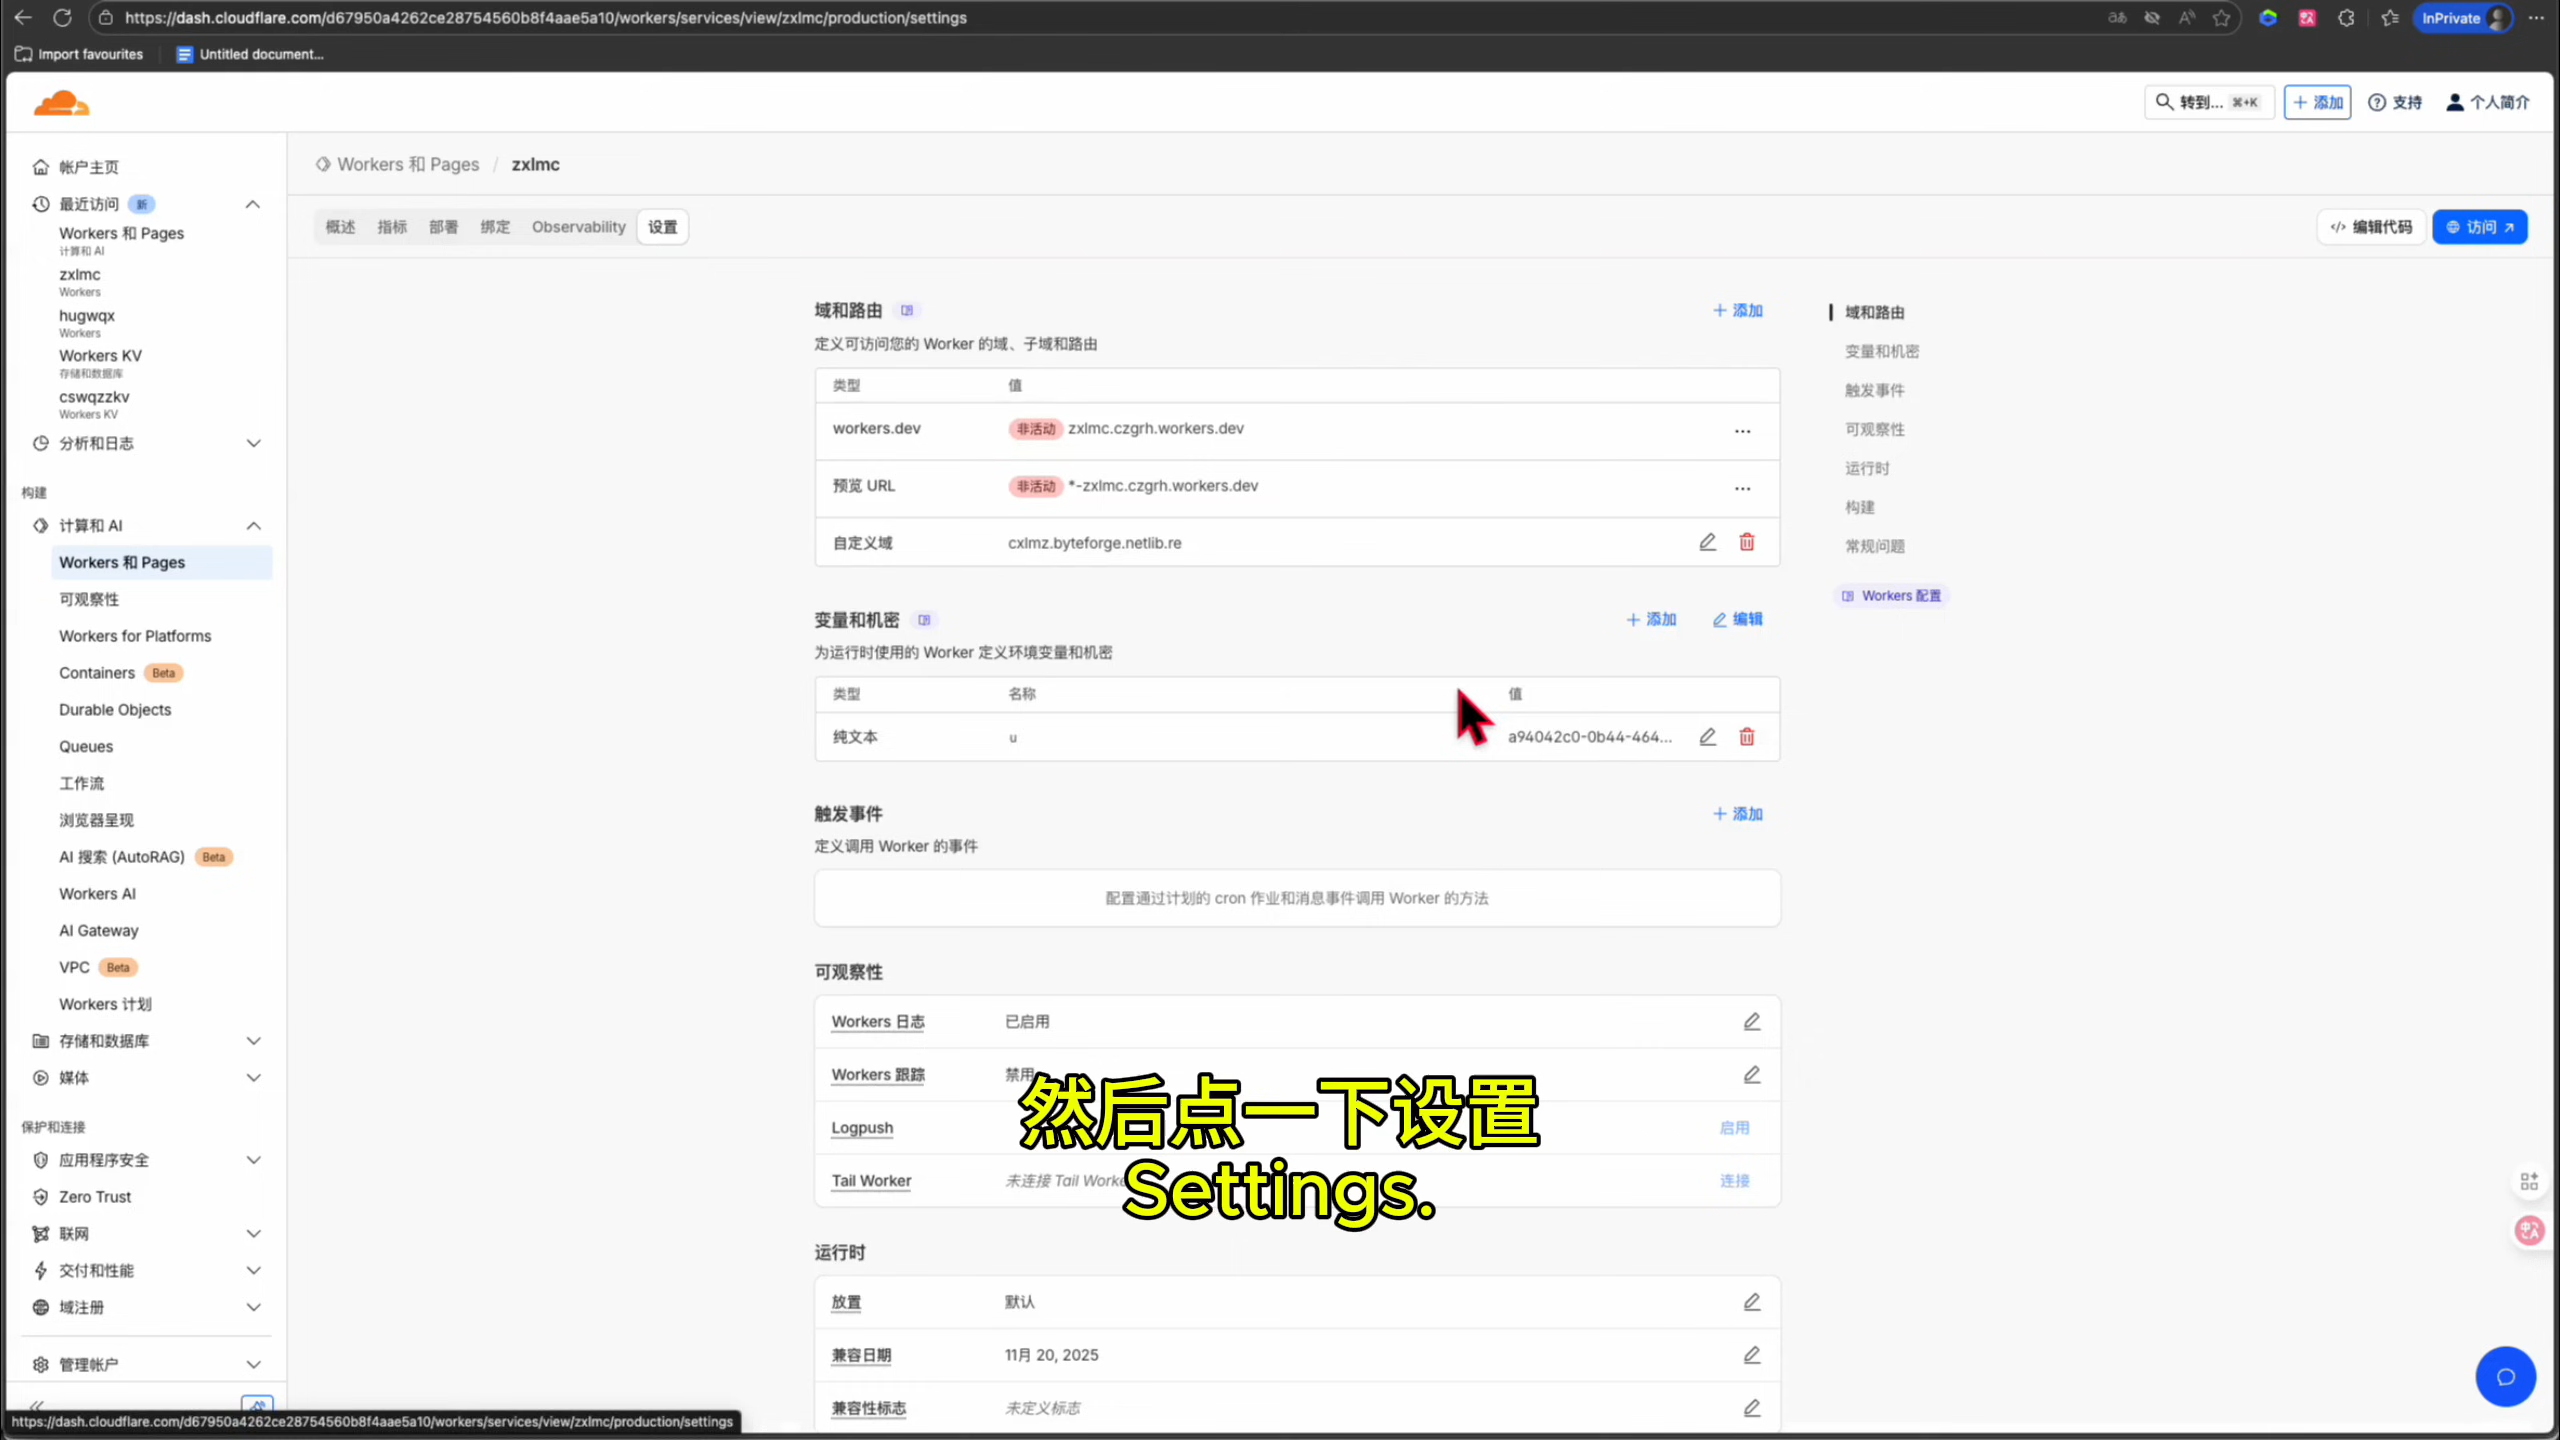 https://dash.cloudflare.com/d67950a4262ce28754560b8f4aae5a10/workers/services/view/zxlmc/production/settings
InPrivate
Import favourites
Untitled document...
转到... ⌘+K
+ 添加
支持
个人简介
帐户主页
最近访问 新
Workers 和 Pages
计算和 AI
zxlmc
Workers
hugwqx
Workers
Workers KV
存储和数据库
cswqzzkv
Workers KV
分析和日志
构建
计算和 AI
Workers 和 Pages
可观察性
Workers for Platforms
Containers Beta
Durable Objects
Queues
工作流
浏览器呈现
AI 搜索 (AutoRAG) Beta
Workers AI
AI Gateway
VPC Beta
Workers 计划
存储和数据库
媒体
保护和连接
应用程序安全
Zero Trust
联网
交付和性能
域注册
管理帐户
Workers 和 Pages / zxlmc
概述 指标 部署 绑定 Observability 设置
</> 编辑代码
访问
域和路由
+ 添加
定义可访问您的 Worker 的域、子域和路由
类型 值
workers.dev 非活动 zxlmc.czgrh.workers.dev ...
预览 URL 非活动 *-zxlmc.czgrh.workers.dev ...
自定义域 cxlmz.byteforge.netlib.re
变量和机密
+ 添加 编辑
为运行时使用的 Worker 定义环境变量和机密
类型 名称 值
纯文本 u a94042c0-0b44-464...
触发事件
+ 添加
定义调用 Worker 的事件
配置通过计划的 cron 作业和消息事件调用 Worker 的方法
可观察性
Workers 日志 已启用
Workers 跟踪 禁用
Logpush 启用
Tail Worker 未连接 Tail Worke 连接
运行时
放置 默认
兼容日期 11月 20, 2025
兼容性标志 未定义标志
域和路由
变量和机密
触发事件
可观察性
运行时
构建
常规问题
Workers 配置
然后点一下设置
Settings.
https://dash.cloudflare.com/d67950a4262ce28754560b8f4aae5a10/workers/services/view/zxlmc/production/settings